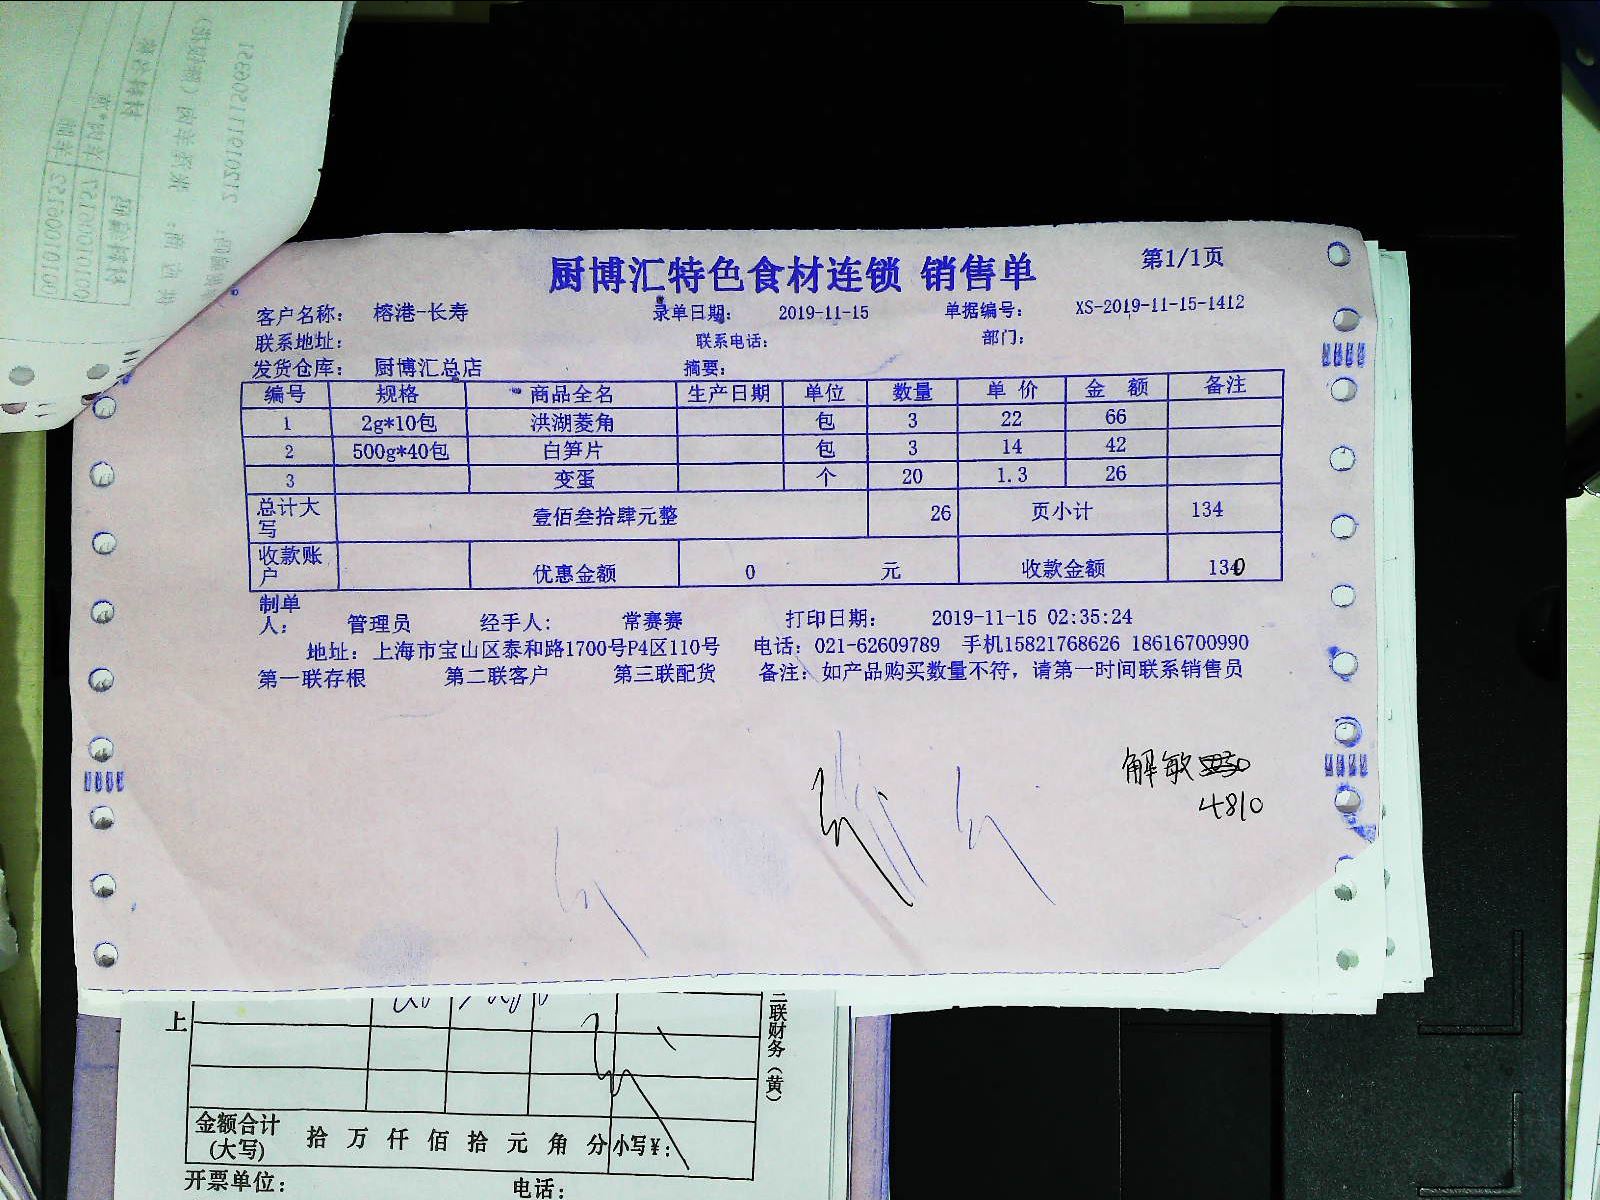 厨博汇特色食材连锁 销售单 第1/1页
客户名称： 榕港-长寿 录单日期： 2019-11-15 单据编号： XS-2019-11-15-1412
联系地址： 联系电话： 部门：
发货仓库： 厨博汇总店 摘要：
编号 规格 商品全名 生产日期 单位 数量 单 价 金 额 备注
1 2g*10包 洪湖菱角 包 3 22 66
2 500g*40包 白笋片 包 3 14 42
3 变蛋 个 20 1.3 26
总计大写 壹佰叁拾肆元整 26 页小计 134
收款账户 优惠金额 0 元 收款金额 130
制单人： 管理员 经手人： 常赛赛 打印日期： 2019-11-15 02:35:24
地址：上海市宝山区泰和路1700号P4区110号 电话：021-62609789 手机15821768626 18616700990
第一联存根 第二联客户 第三联配货 备注：如产品购买数量不符，请第一时间联系销售员
解敏
4810
上
二联财务（黄）
金额合计(大写) 拾 万 仟 佰 拾 元 角 分 小写￥：
开票单位： 电话：